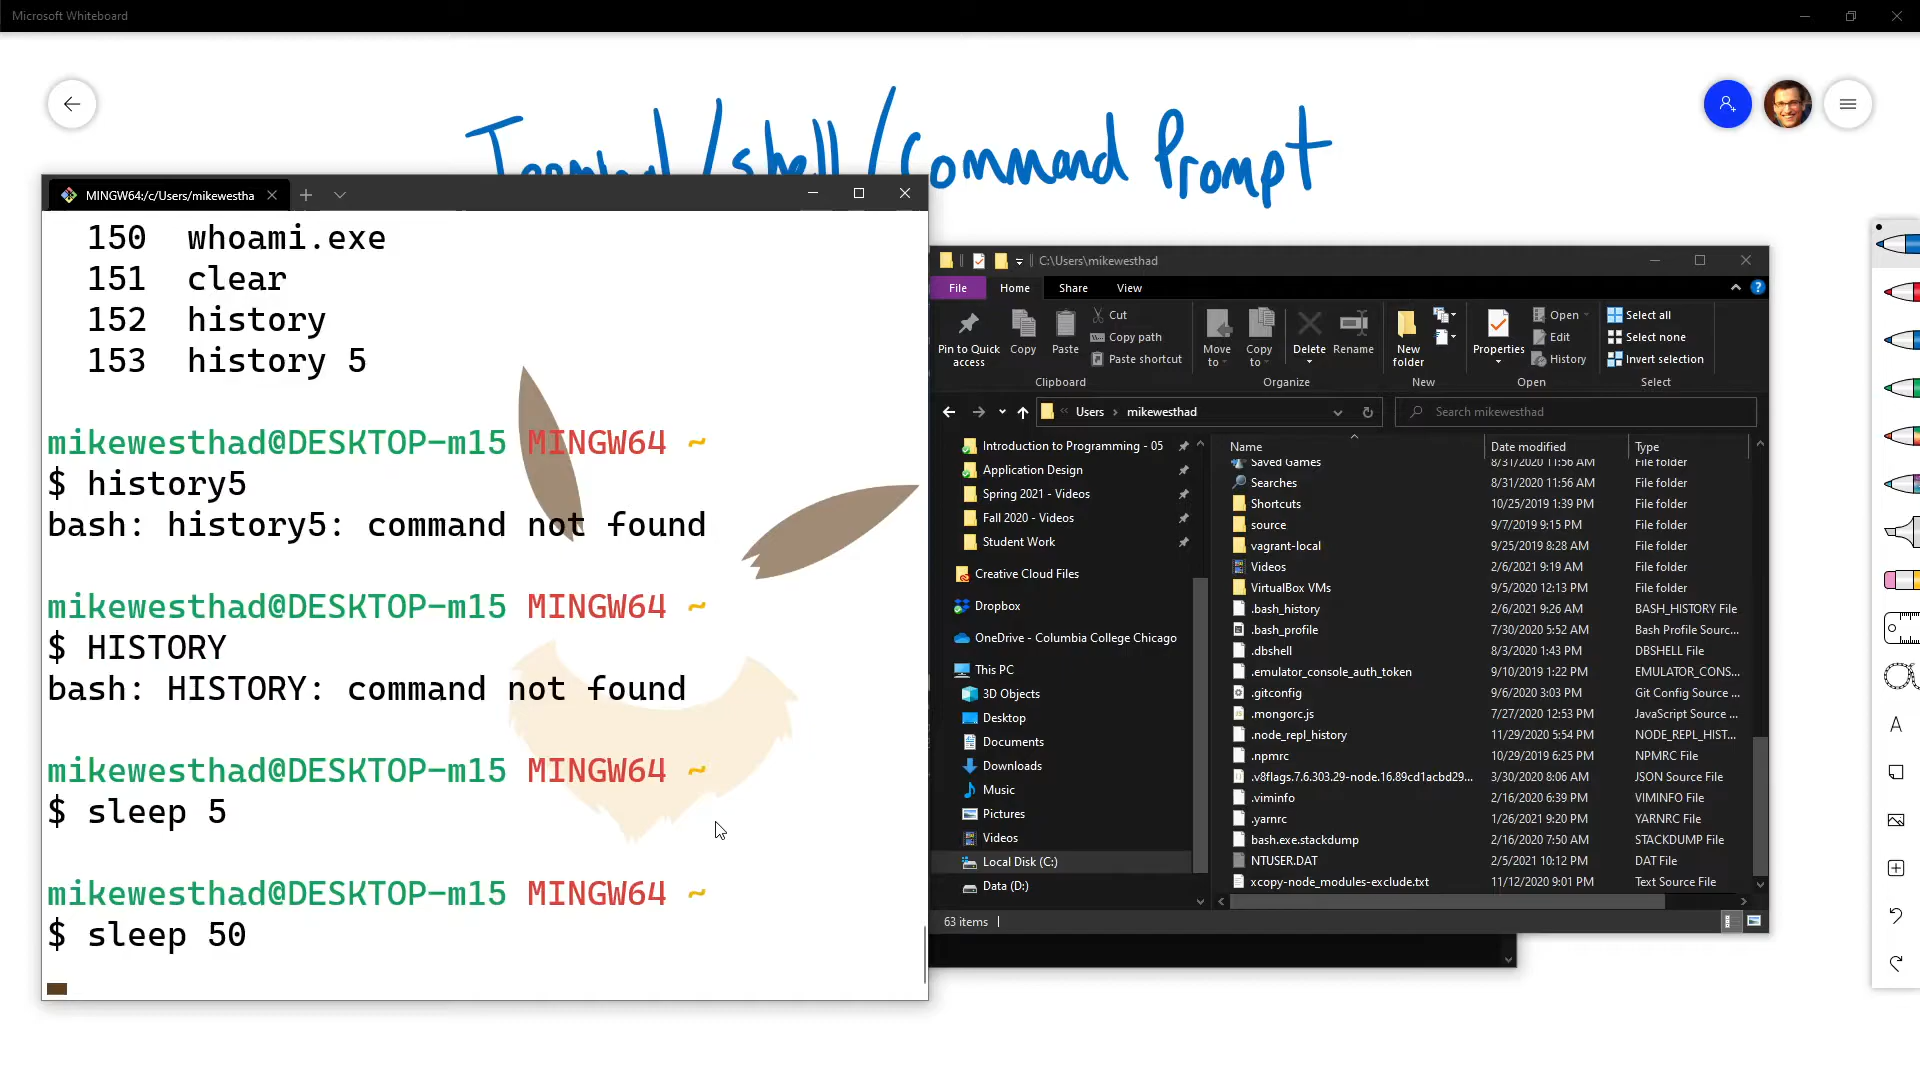 Microsoft Whiteboard
Terminal/shell/Command Prompt
MINGW64:/c/Users/mikewestha
150 whoami.exe
151 clear
152 history
153 history 5
mikewesthad@DESKTOP-m15 MINGW64 ~
$ history5
bash: history5: command not found
mikewesthad@DESKTOP-m15 MINGW64 ~
$ HISTORY
bash: HISTORY: command not found
mikewesthad@DESKTOP-m15 MINGW64 ~
$ sleep 5
mikewesthad@DESKTOP-m15 MINGW64 ~
$ sleep 50
C:\Users\mikewesthad
File Home Share View
Pin to Quick access
Copy
Paste
Cut
Copy path
Paste shortcut
Clipboard
Move to
Copy to
Delete
Rename
Organize
New folder
New
Properties
Open
Edit
History
Open
Select all
Select none
Invert selection
Select
Users > mikewesthad
Search mikewesthad
Introduction to Programming - 05
Application Design
Spring 2021 - Videos
Fall 2020 - Videos
Student Work
Creative Cloud Files
Dropbox
OneDrive - Columbia College Chicago
This PC
3D Objects
Desktop
Documents
Downloads
Music
Pictures
Videos
Local Disk (C:)
Data (D:)
Name Date modified Type
Saved Games 8/31/2020 11:56 AM File folder
Searches 8/31/2020 11:56 AM File folder
Shortcuts 10/25/2019 1:39 PM File folder
source 9/7/2019 9:15 PM File folder
vagrant-local 9/25/2019 8:28 AM File folder
Videos 2/6/2021 9:19 AM File folder
VirtualBox VMs 9/5/2020 12:13 PM File folder
.bash_history 2/6/2021 9:26 AM BASH_HISTORY File
.bash_profile 7/30/2020 5:52 AM Bash Profile Sourc...
.dbshell 8/3/2020 1:43 PM DBSHELL File
.emulator_console_auth_token 9/10/2019 1:22 PM EMULATOR_CONS...
.gitconfig 9/6/2020 3:03 PM Git Config Source ...
.mongorc.js 7/27/2020 12:53 PM JavaScript Source ...
.node_repl_history 11/29/2020 5:54 PM NODE_REPL_HIST...
.npmrc 10/29/2019 6:25 PM NPMRC File
.v8flags.7.6.303.29-node.16.89cd1acbd29... 3/30/2020 8:06 AM JSON Source File
.viminfo 2/16/2020 6:39 PM VIMINFO File
.yarnrc 1/26/2021 9:20 PM YARNRC File
bash.exe.stackdump 2/16/2020 7:50 AM STACKDUMP File
NTUSER.DAT 2/5/2021 10:12 PM DAT File
xcopy-node_modules-exclude.txt 11/12/2020 9:01 PM Text Source File
63 items